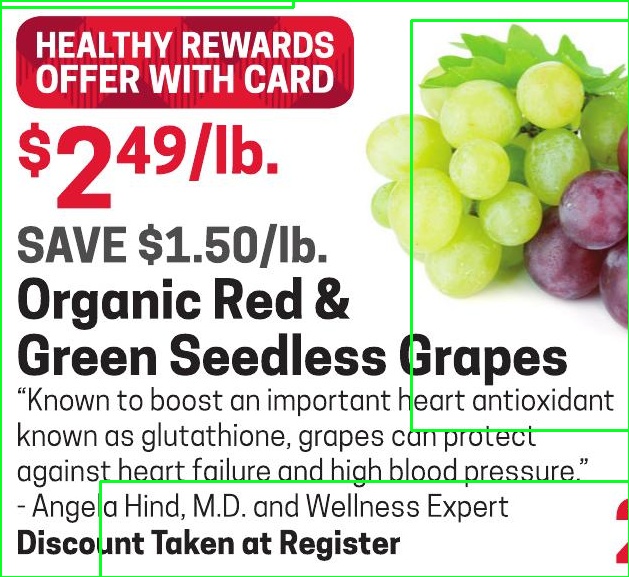 HEALTHY REWARDS
OFFER WITH CARD
$2.49/lb.
SAVE $1.50/lb.
Organic Red &
Green Seedless Grapes
“Known to boost an important heart antioxidant
known as glutathione, grapes can protect
against heart failure and high blood pressure.”
- Angela Hind, M.D. and Wellness Expert
Discount Taken at Register